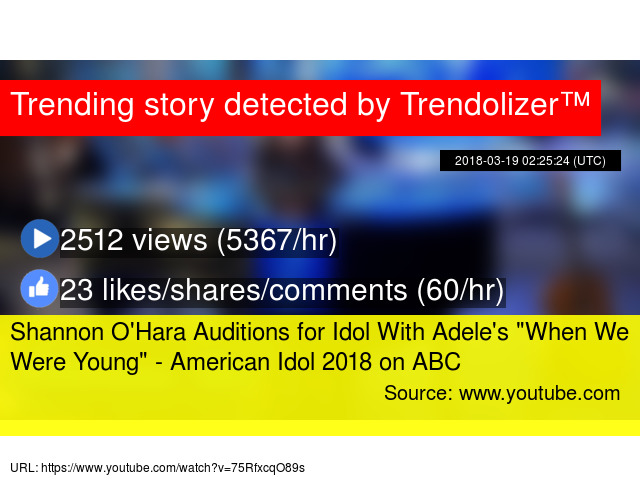 Trending story detected by Trendolizer™
2018-03-19 02:25:24 (UTC)
2512 views (5367/hr)
23 likes/shares/comments (60/hr)
Shannon O'Hara Auditions for Idol With Adele's "When We
Were Young" - American Idol 2018 on ABC
Source: www.youtube.com
URL: https://www.youtube.com/watch?v=75RfxcqO89s